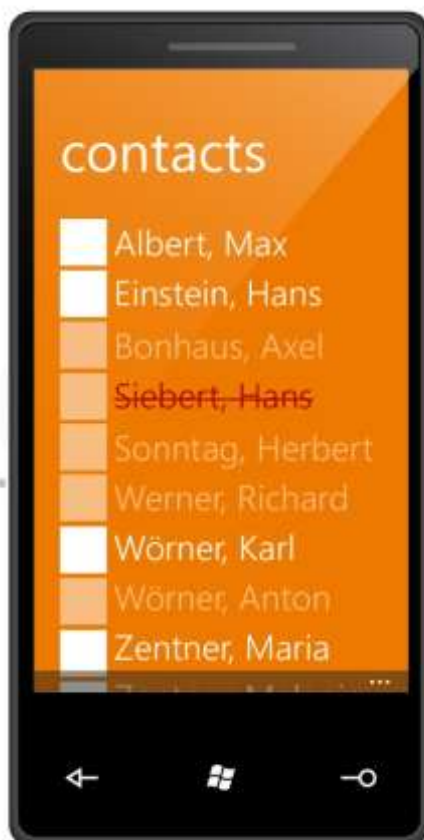 contacts
Albert, Max
Einstein, Hans
Bonhaus, Axel
Siebert, Hans
Sonntag, Herbert
Werner, Richard
Wörner, Karl
Wörner, Anton
Zentner, Maria
...